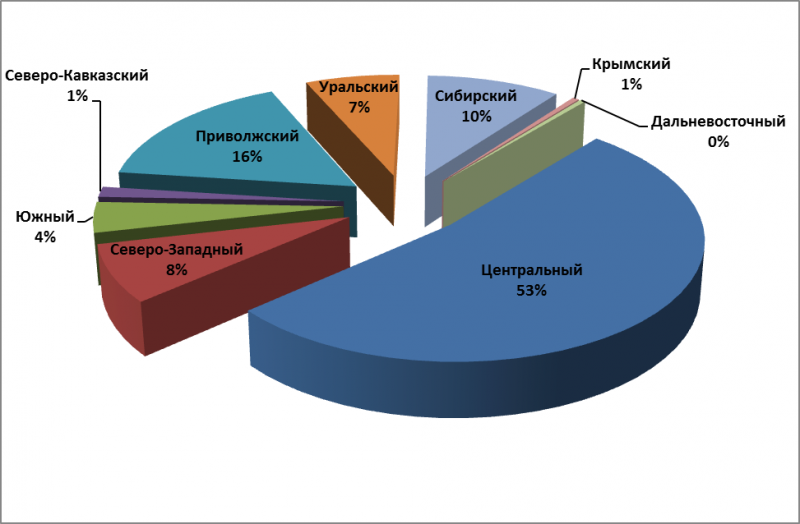 Северо-Кавказский
1%
Уральский
7%
Сибирский
10%
Крымский
1%
Дальневосточный
0%
Приволжский
16%
Южный
4%
Северо-Западный
8%
Центральный
53%